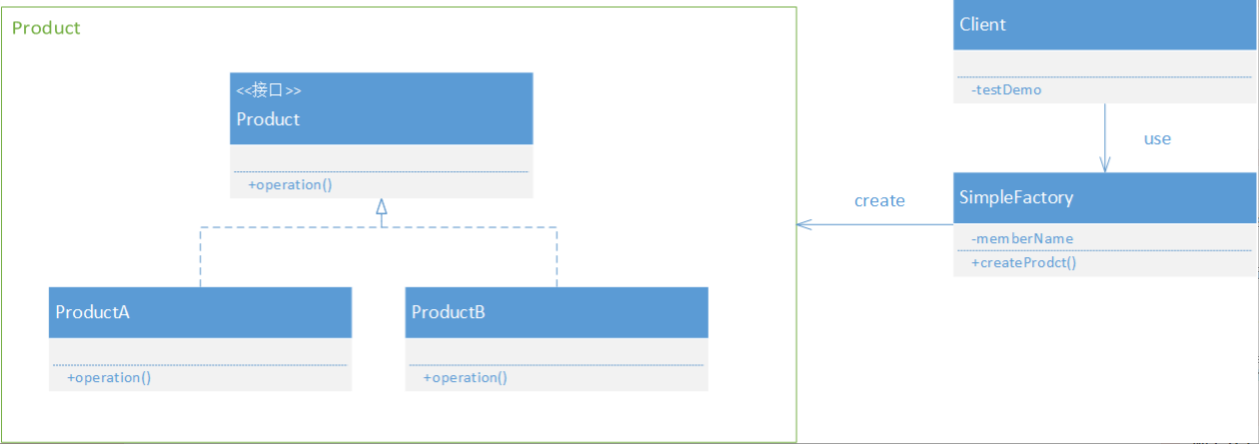 Product
<<接口>>
Product
+operation()
ProductA
+operation()
ProductB
+operation()
create
Client
-testDemo
use
SimpleFactory
-memberName
+createProdct()